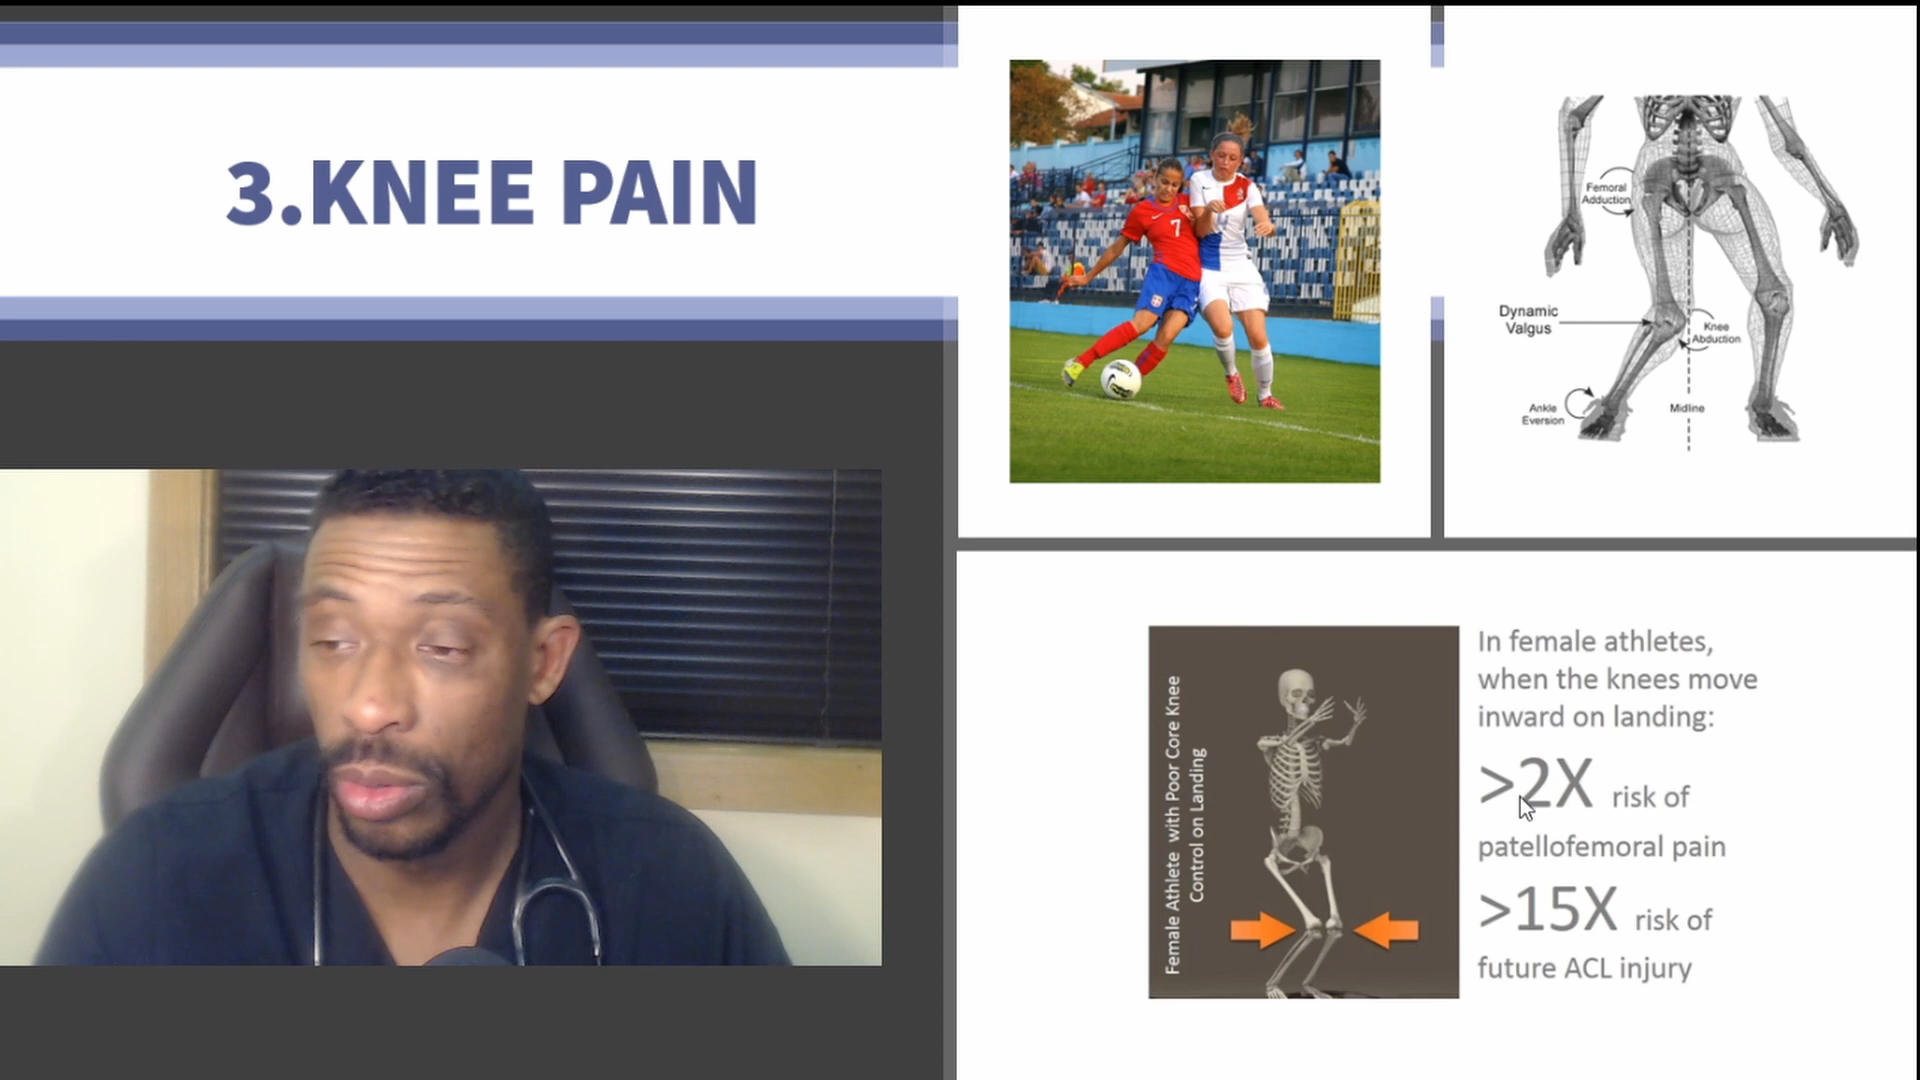 3.KNEE PAIN
7
Femoral
Adduction
Dynamic
Valgus
Knee
Abduction
Ankle
Eversion
Midline
Female Athlete with Poor Core Knee
Control on Landing
In female athletes,
when the knees move
inward on landing:
>2X risk of
patellofemoral pain
>15X risk of
future ACL injury